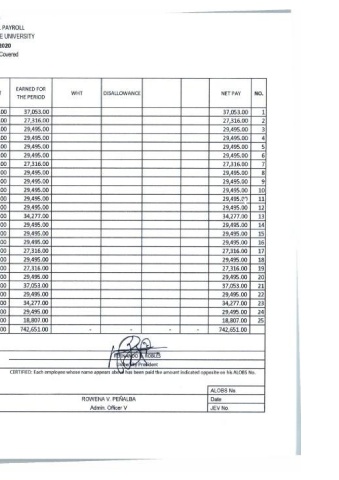 PAYROLL
E UNIVERSITY
2020
Covered
EARNED FOR THE PERIOD WHT DISALLOWANCE NET PAY NO.
00 37,053.00 37,053.00 1
00 27,316.00 27,316.00 2
00 29,495.00 29,495.00 3
00 29,495.00 29,495.00 4
00 29,495.00 29,495.00 5
00 29,495.00 29,495.00 6
00 27,316.00 27,316.00 7
00 29,495.00 29,495.00 8
00 29,495.00 29,495.00 9
00 29,495.00 29,495.00 10
00 29,495.00 29,495.00 11
00 29,495.00 29,495.00 12
00 34,277.00 34,277.00 13
00 29,495.00 29,495.00 14
00 29,495.00 29,495.00 15
00 29,495.00 29,495.00 16
00 27,316.00 27,316.00 17
00 29,495.00 29,495.00 18
00 27,316.00 27,316.00 19
00 29,495.00 29,495.00 20
00 37,053.00 37,053.00 21
00 29,495.00 29,495.00 22
00 34,277.00 34,277.00 23
00 29,495.00 29,495.00 24
00 18,807.00 18,807.00 25
00 742,651.00 - - - - 742,651.00
ROBLES
President
CERTIFIED: Each employee whose name appears above has been paid the amount indicated opposite on his ALOBS No.
ALOBS No
ROWENA V. PEÑALBA Date
Admin. Officer V JEV No